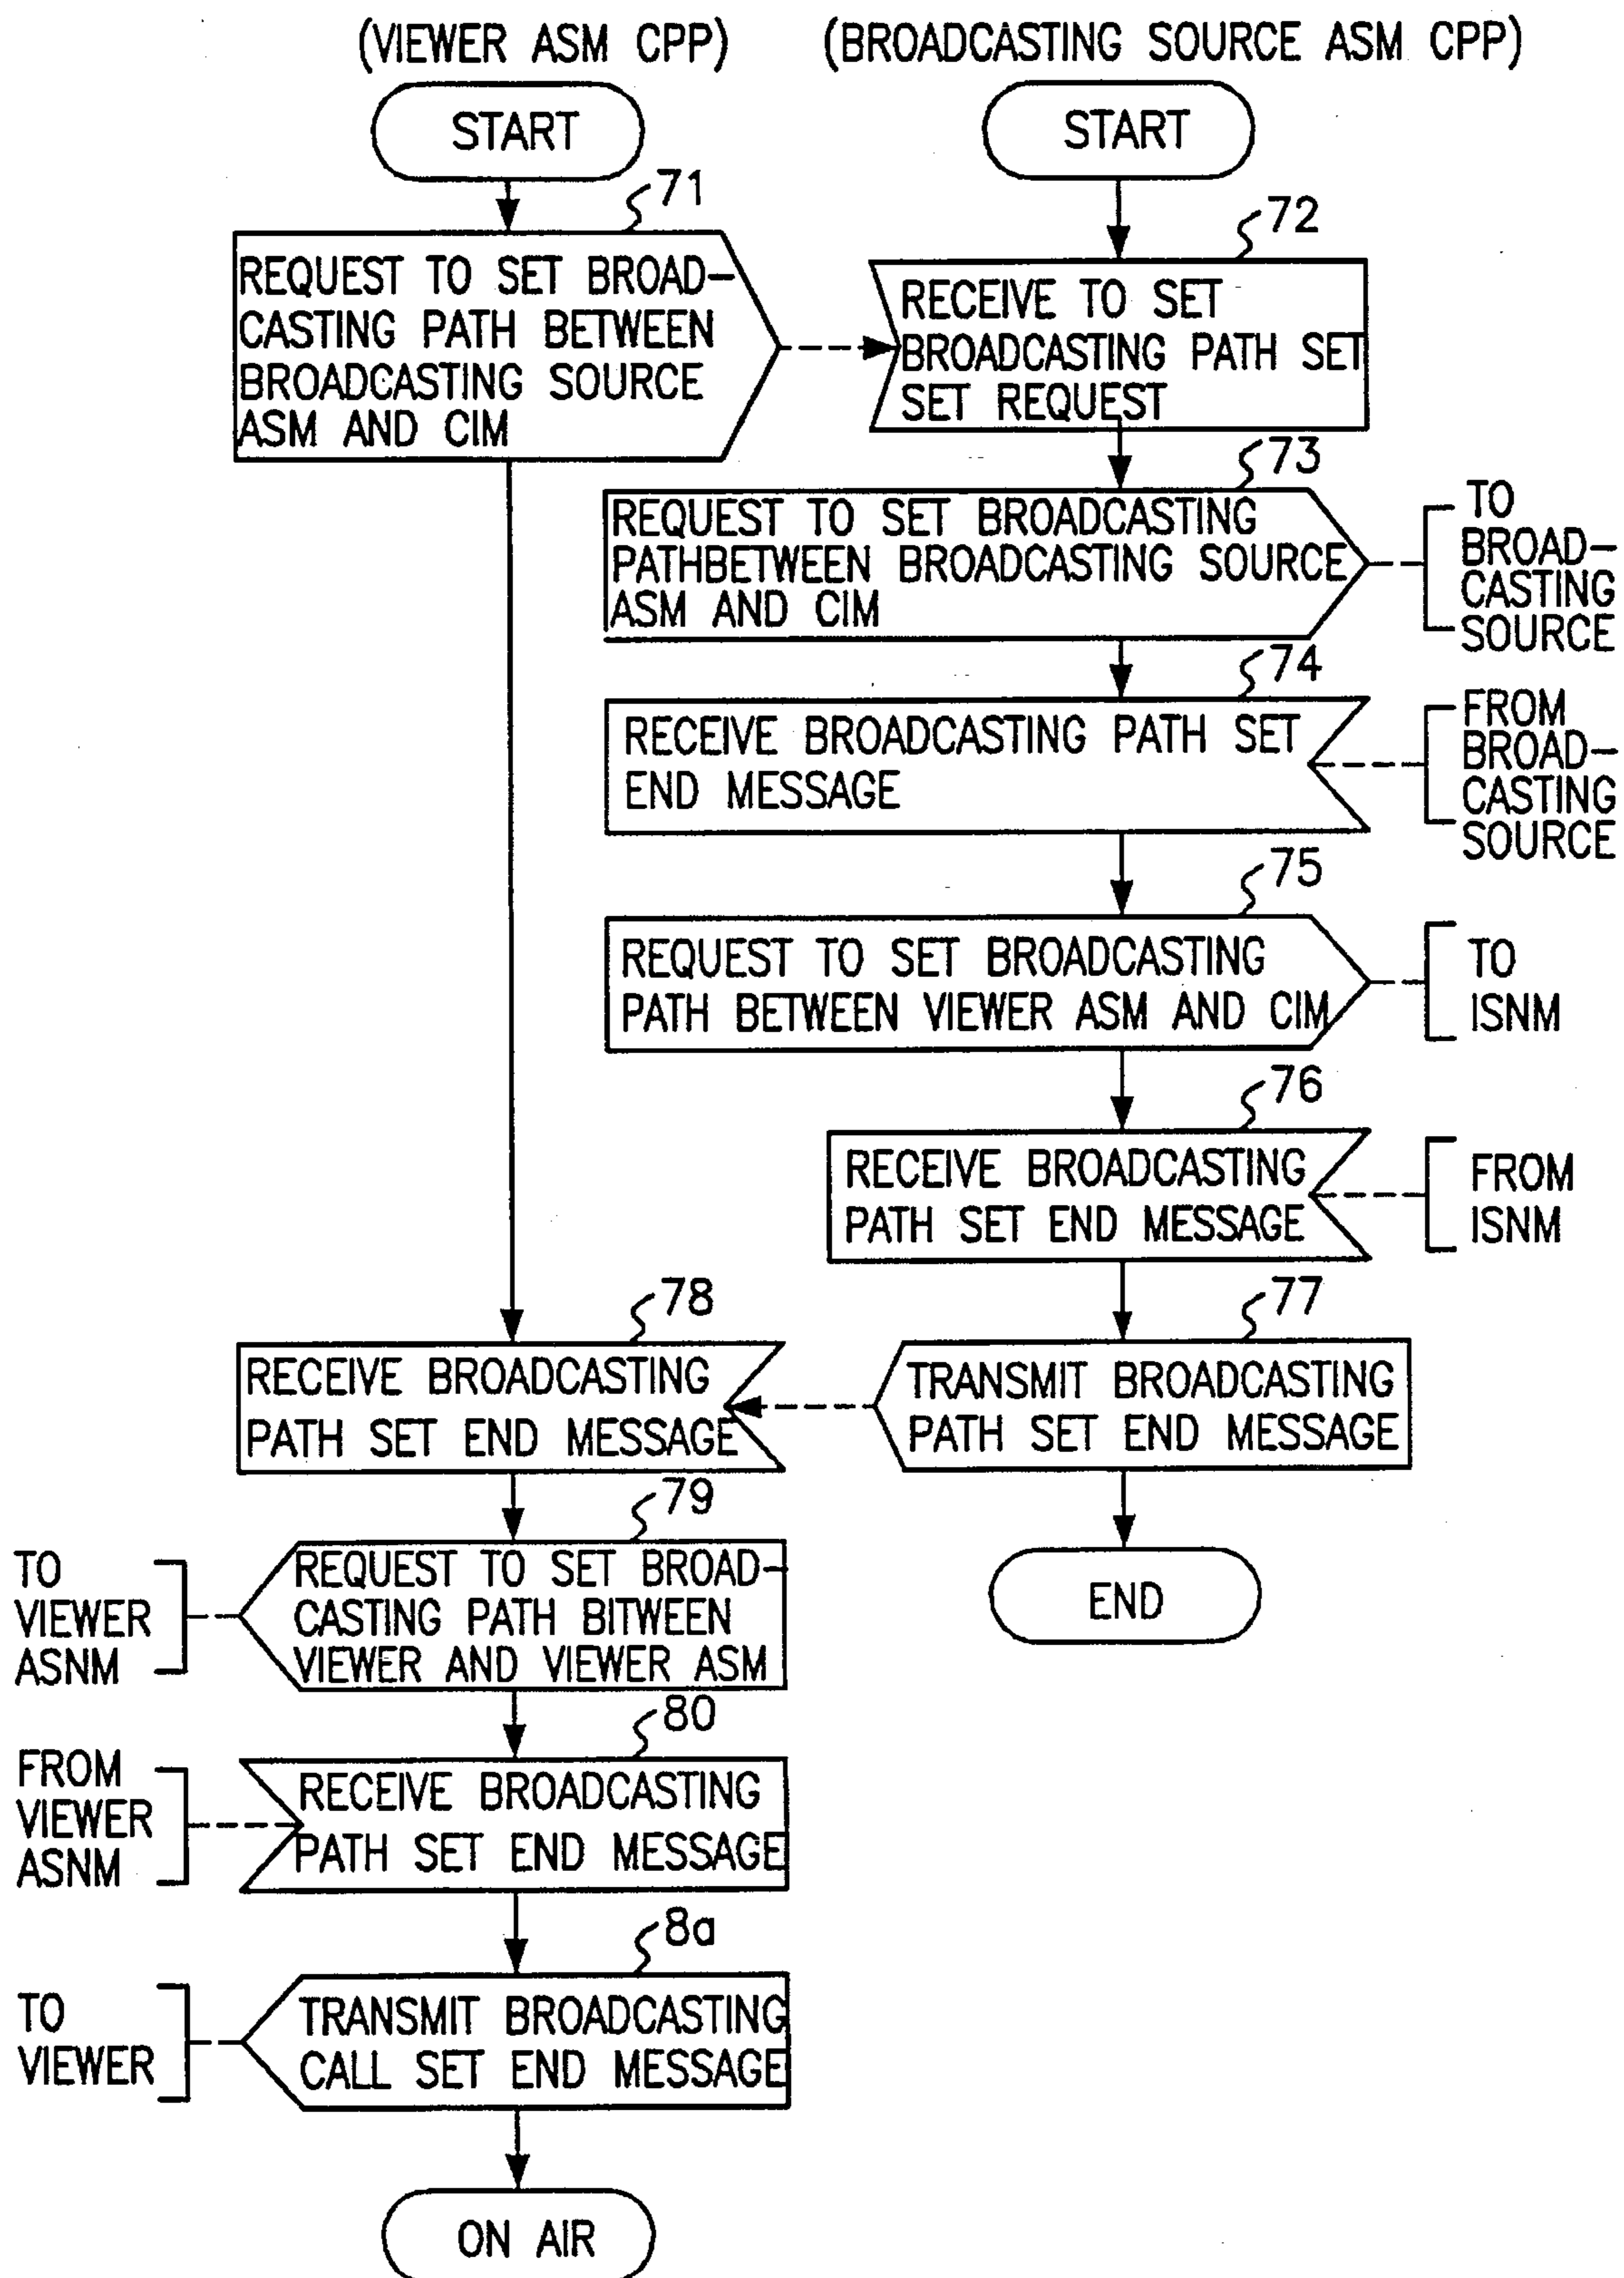 (VIEWER ASM CPP)
(BROADCASTING SOURCE ASM CPP)
START
START
71
REQUEST TO SET BROAD-
CASTING PATH BETWEEN
BROADCASTING SOURCE
ASM AND CIM
72
RECEIVE TO SET
BROADCASTING PATH SET
SET REQUEST
73
REQUEST TO SET BROADCASTING
PATHBETWEEN BROADCASTING SOURCE
ASM AND CIM
TO
BROAD-
CASTING
SOURCE
74
RECEIVE BROADCASTING PATH SET
END MESSAGE
FROM
BROAD-
CASTING
SOURCE
75
REQUEST TO SET BROADCASTING
PATH BETWEEN VIEWER ASM AND CIM
TO
ISNM
76
RECEIVE BROADCASTING
PATH SET END MESSAGE
FROM
ISNM
77
TRANSMIT BROADCASTING
PATH SET END MESSAGE
END
78
RECEIVE BROADCASTING
PATH SET END MESSAGE
79
REQUEST TO SET BROAD-
CASTING PATH BITWEEN
VIEWER AND VIEWER ASM
TO
VIEWER
ASNM
80
RECEIVE BROADCASTING
PATH SET END MESSAGE
FROM
VIEWER
ASNM
8a
TRANSMIT BROADCASTING
CALL SET END MESSAGE
TO
VIEWER
ON AIR